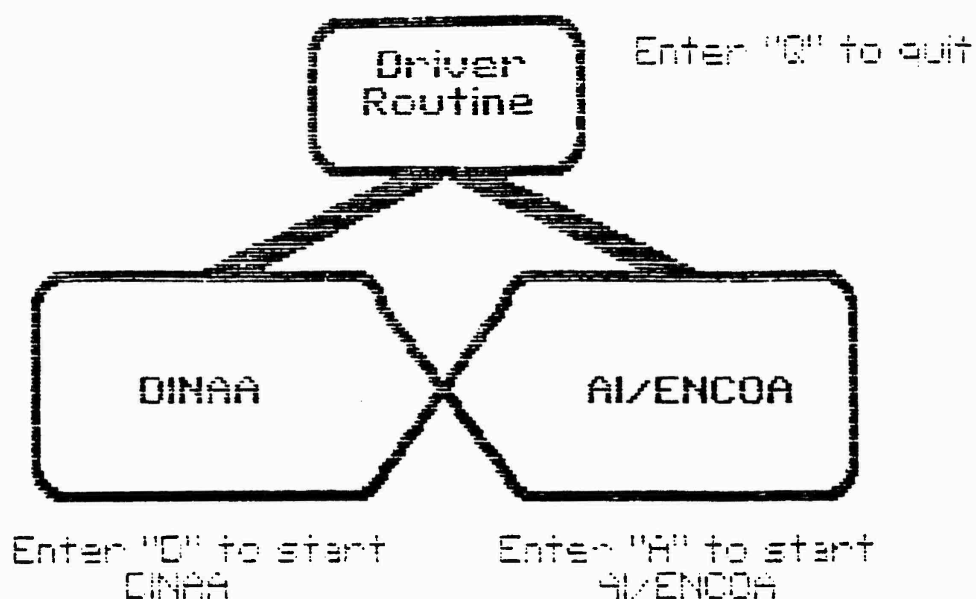 Driver
Routine
Enter "Q" to quit
DINAA
AI/ENCOA
Enter "D" to start
DINAA
Enter "A" to start
AI/ENCOA